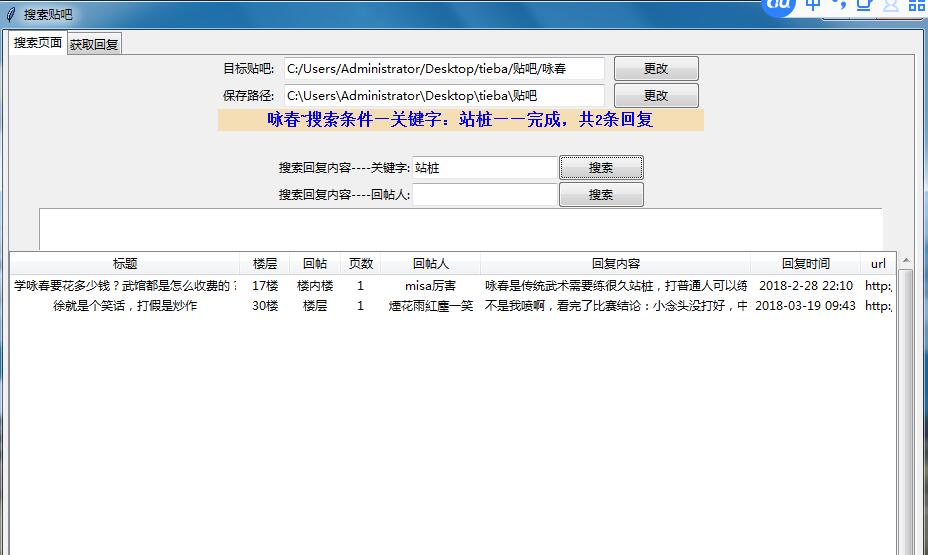 搜索贴吧
中
搜索页面 获取回复
目标贴吧: C:/Users/Administrator/Desktop/tieba/贴吧/咏春 更改
保存路径: C:\Users\Administrator\Desktop\tieba\贴吧 更改
咏春~搜索条件—关键字：站桩——完成，共2条回复
搜索回复内容----关键字: 站桩 搜索
搜索回复内容----回帖人: 搜索
标题 楼层 回帖 页数 回帖人 回复内容 回复时间 url
学咏春要花多少钱？武馆都是怎么收费的？ 17楼 楼内楼 1 misa厉害 咏春是传统武术需要练很久站桩，打普通人可以练 2018-2-28 22:10 http:
徐就是个笑话，打假是炒作 30楼 楼层 1 煙花雨紅塵一笑 不是我喷啊，看完了比赛结论：小念头没打好，中 2018-03-19 09:43 http: